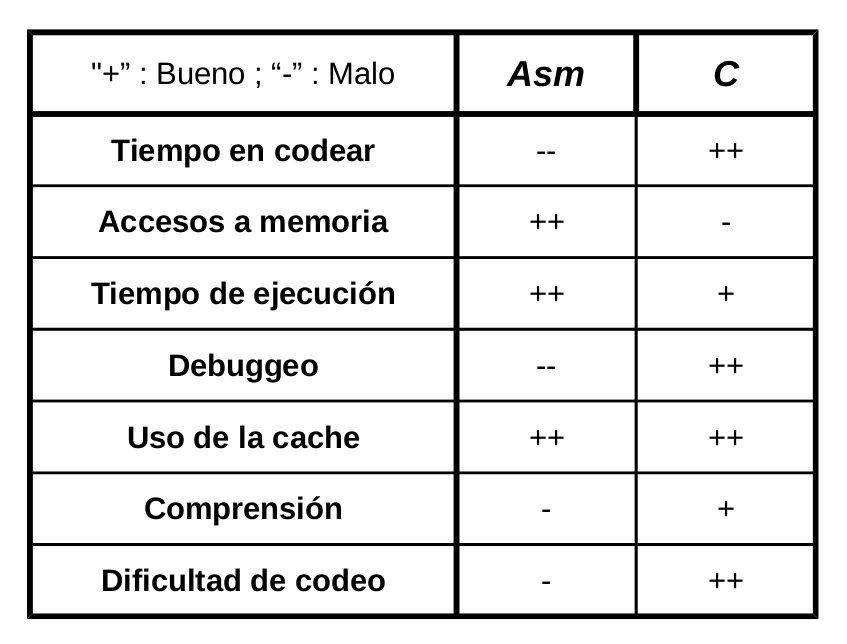 "+” : Bueno ; “-” : Malo Asm C
Tiempo en codear -- ++
Accesos a memoria ++ -
Tiempo de ejecución ++ +
Debuggeo -- ++
Uso de la cache ++ ++
Comprensión - +
Dificultad de codeo - ++